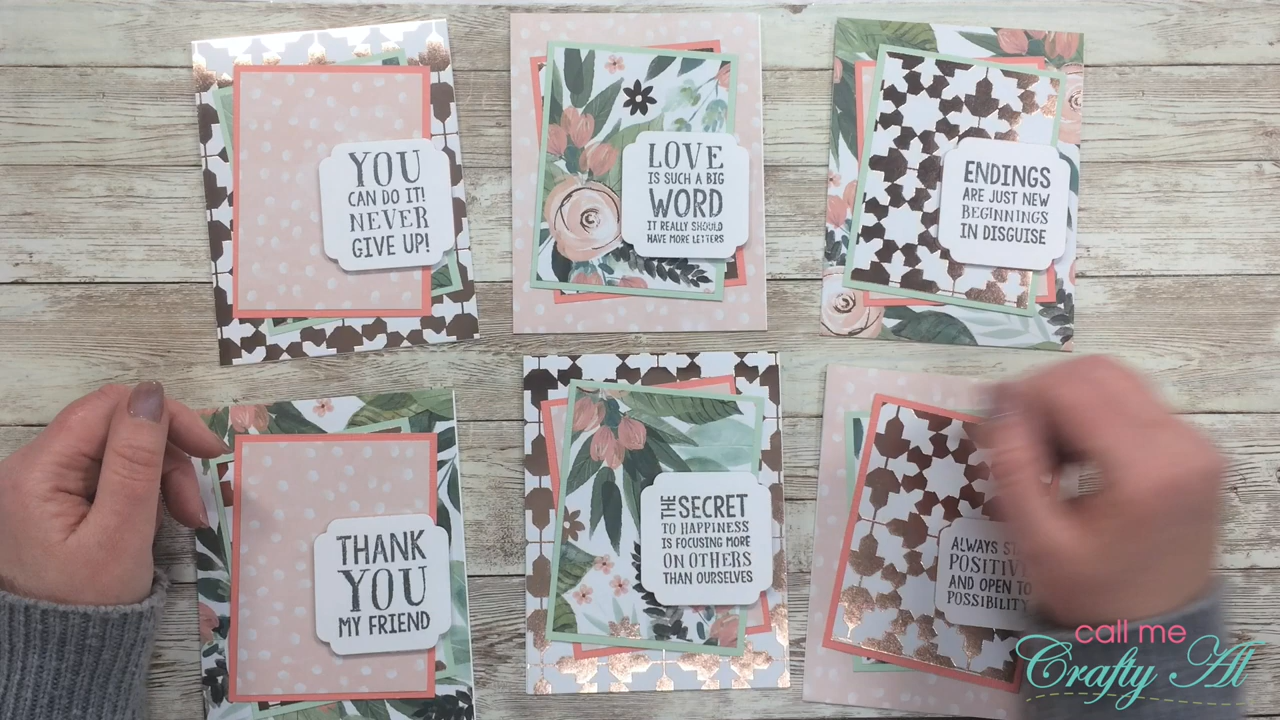 YOU
CAN DO IT!
NEVER
GIVE UP!
LOVE
IS SUCH A BIG
WORD
IT REALLY SHOULD
HAVE MORE LETTERS
ENDINGS
ARE JUST NEW
BEGINNINGS
IN DISGUISE
THANK
YOU
MY FRIEND
THE SECRET
TO HAPPINESS
IS FOCUSING MORE
ON OTHERS
THAN OURSELVES
ALWAYS
POSITIVE
AND OPEN TO
POSSIBILITY
call me
Crafty Al